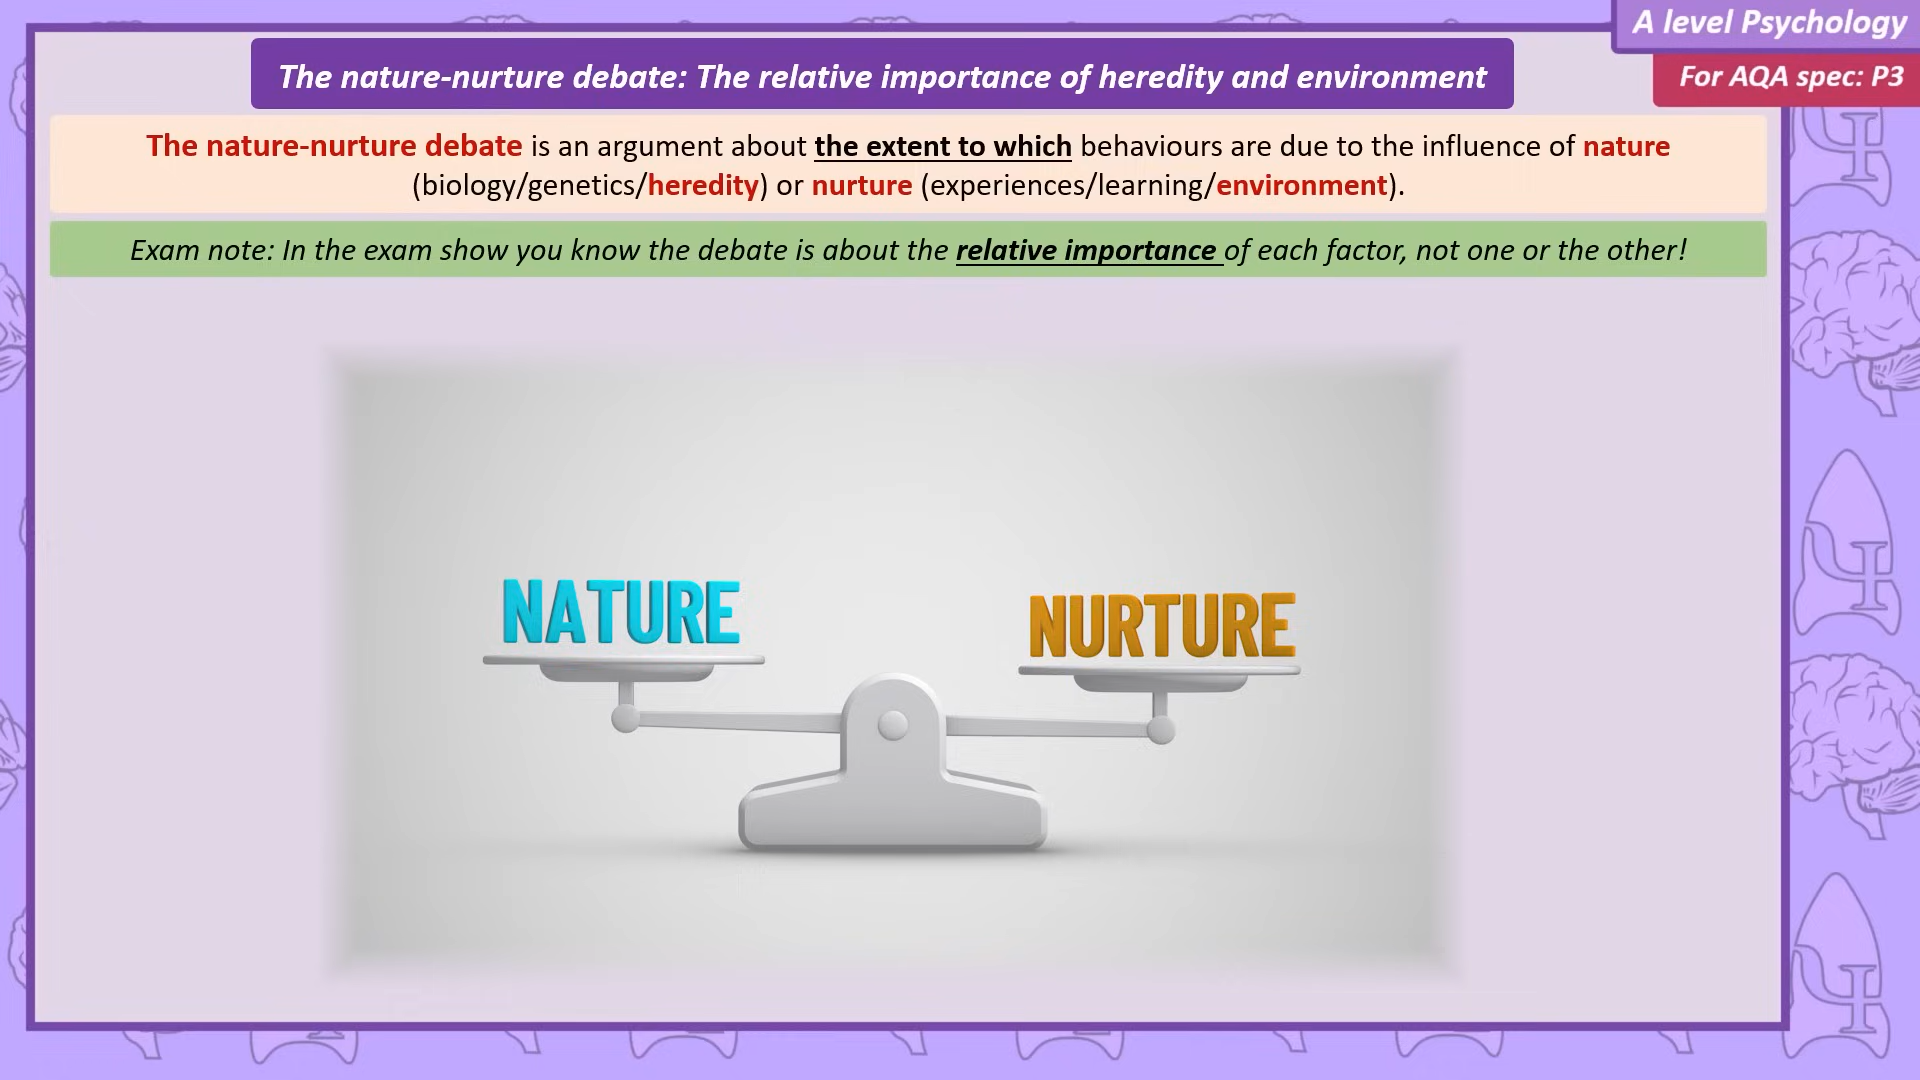 A level Psychology
The nature-nurture debate: The relative importance of heredity and environment
For AQA spec: P3
The nature-nurture debate is an argument about the extent to which behaviours are due to the influence of nature
(biology/genetics/heredity) or nurture (experiences/learning/environment).
Exam note: In the exam show you know the debate is about the relative importance of each factor, not one or the other!
NATURE
NURTURE